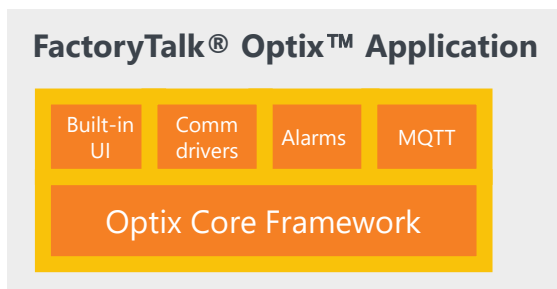 FactoryTalk® Optix™ Application
Built-in
UI
Comm
drivers
Alarms
MQTT
Optix Core Framework